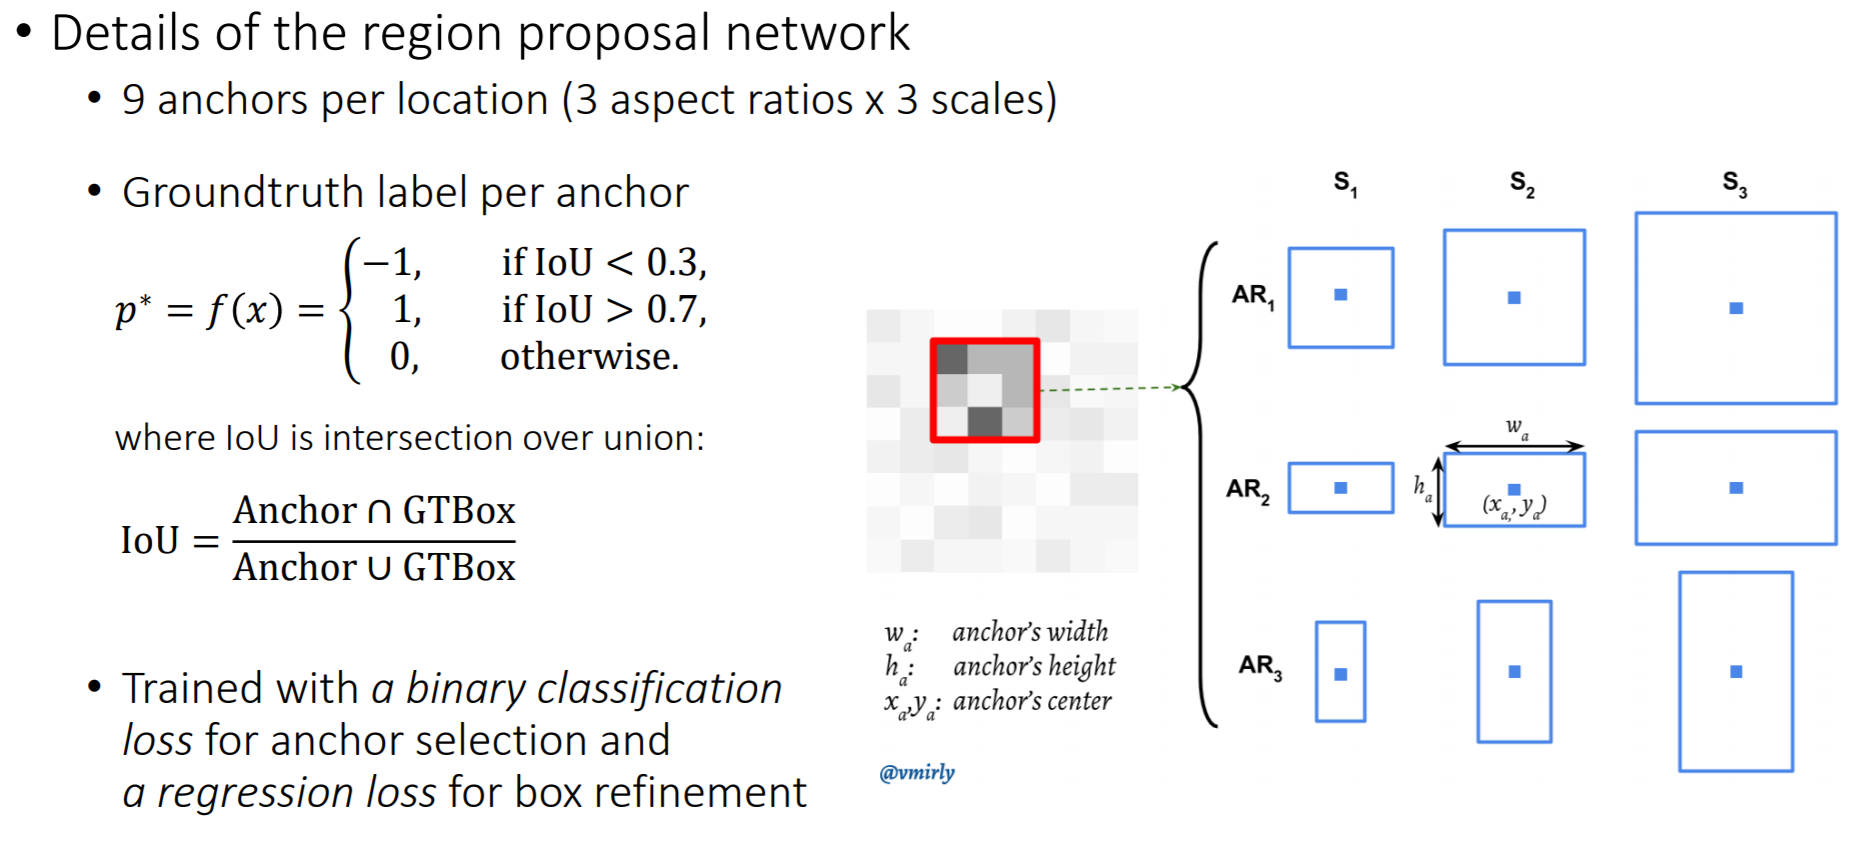 • Details of the region proposal network
• 9 anchors per location (3 aspect ratios x 3 scales)
• Groundtruth label per anchor
p* = f(x) = { −1, if IoU < 0.3,
1, if IoU > 0.7,
0, otherwise.
where IoU is intersection over union:
IoU = Anchor ∩ GTBox
Anchor ∪ GTBox
• Trained with a binary classification
loss for anchor selection and
a regression loss for box refinement
S₁ S₂ S₃
AR₁
AR₂
wₐ
hₐ
(xₐ, yₐ)
AR₃
wₐ: anchor's width
hₐ: anchor's height
xₐ,yₐ: anchor's center
@vmirly